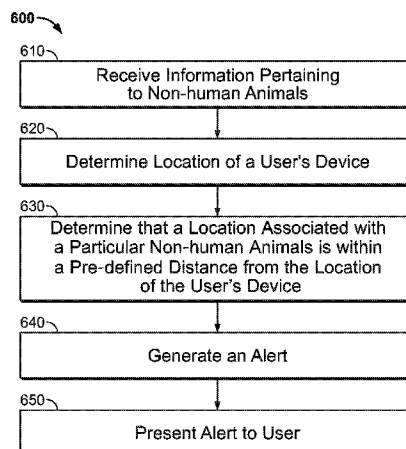 600
610
Receive Information Pertaining
to Non-human Animals
620
Determine Location of a User's Device
630
Determine that a Location Associated with
a Particular Non-human Animals is within
a Pre-defined Distance from the Location
of the User's Device
640
Generate an Alert
650
Present Alert to User